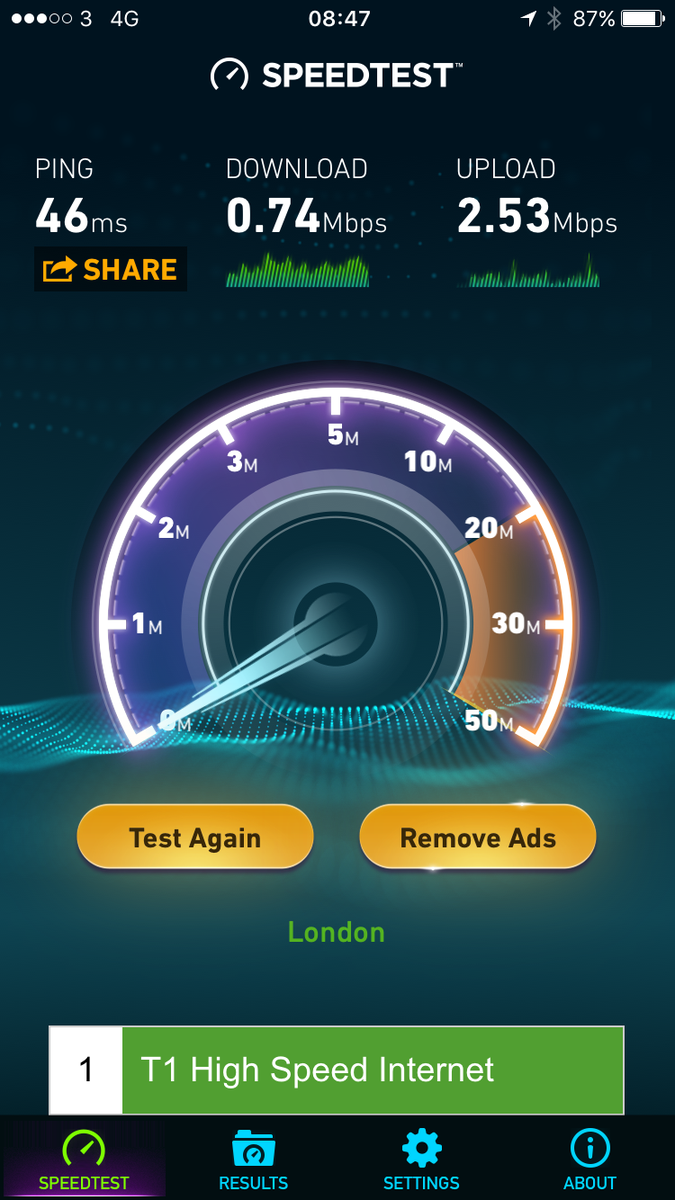 3 4G 08:47 87%
SPEEDTEST™
PING DOWNLOAD UPLOAD
46ms 0.74Mbps 2.53Mbps
SHARE
5M
3M 10M
2M 20M
1M 30M
0M 50M
Test Again Remove Ads
London
1 T1 High Speed Internet
SPEEDTEST RESULTS SETTINGS ABOUT